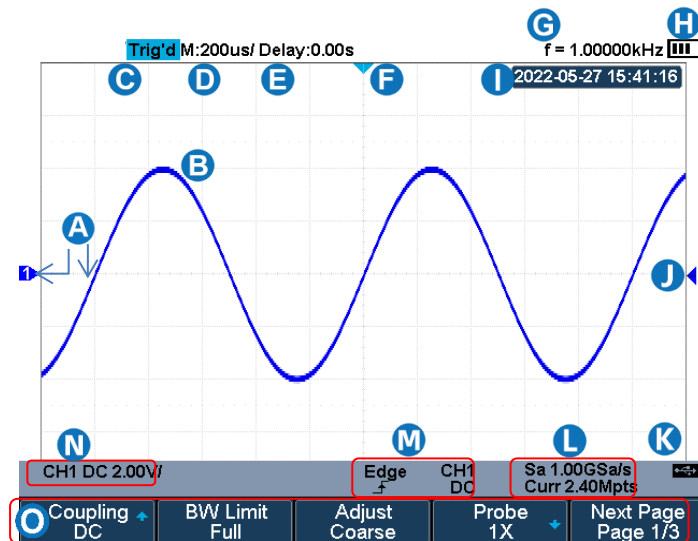 G
H
Trig'd M:200us/ Delay:0.00s
f = 1.00000kHz
C
D
E
F
I
2022-05-27 15:41:16
B
A
1
J
N
M
L
K
CH1 DC 2.00V/
Edge CH1
DC
Sa 1.00GSa/s
Curr 2.40Mpts
O
Coupling
DC
BW Limit
Full
Adjust
Coarse
Probe
1X
Next Page
Page 1/3